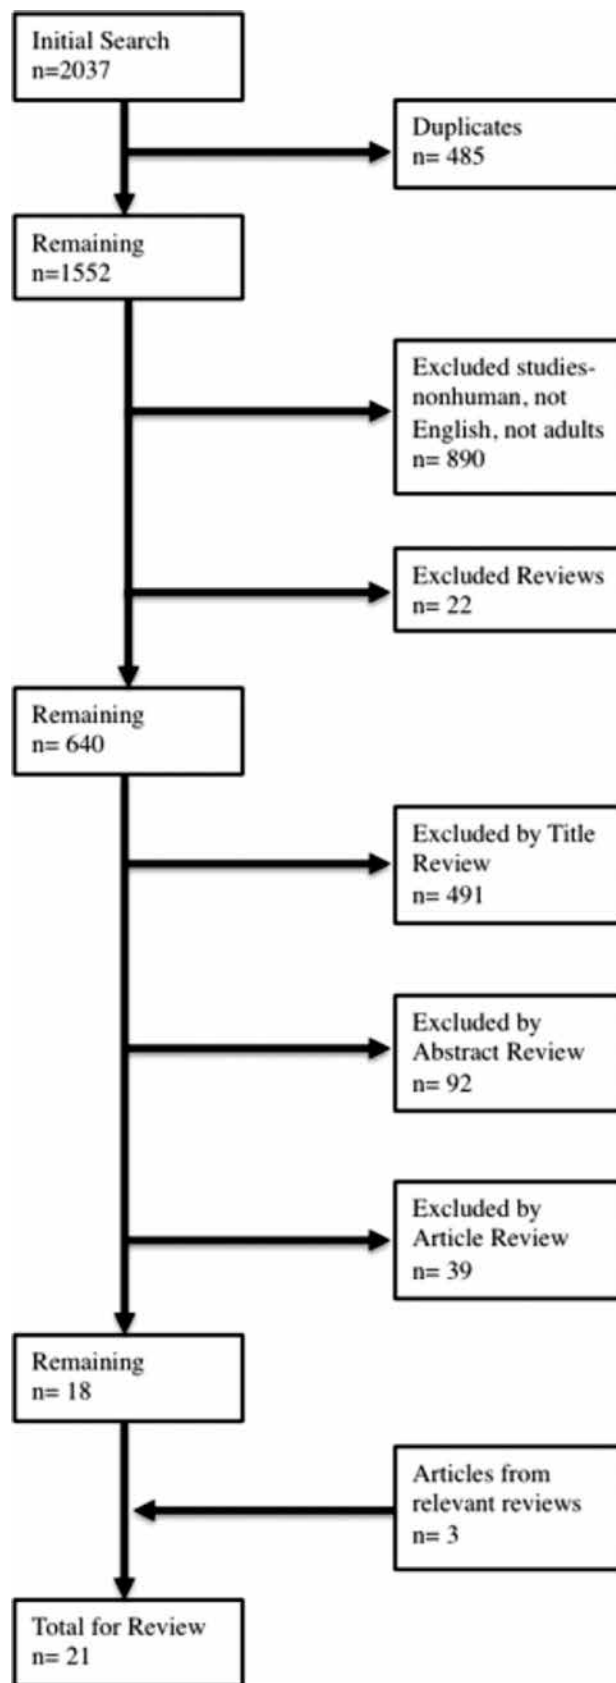 Initial Search
n=2037
Duplicates
n= 485
Remaining
n=1552
Excluded studies-
nonhuman, not
English, not adults
n= 890
Excluded Reviews
n= 22
Remaining
n= 640
Excluded by Title
Review
n= 491
Excluded by
Abstract Review
n= 92
Excluded by
Article Review
n= 39
Remaining
n= 18
Articles from
relevant reviews
n= 3
Total for Review
n= 21